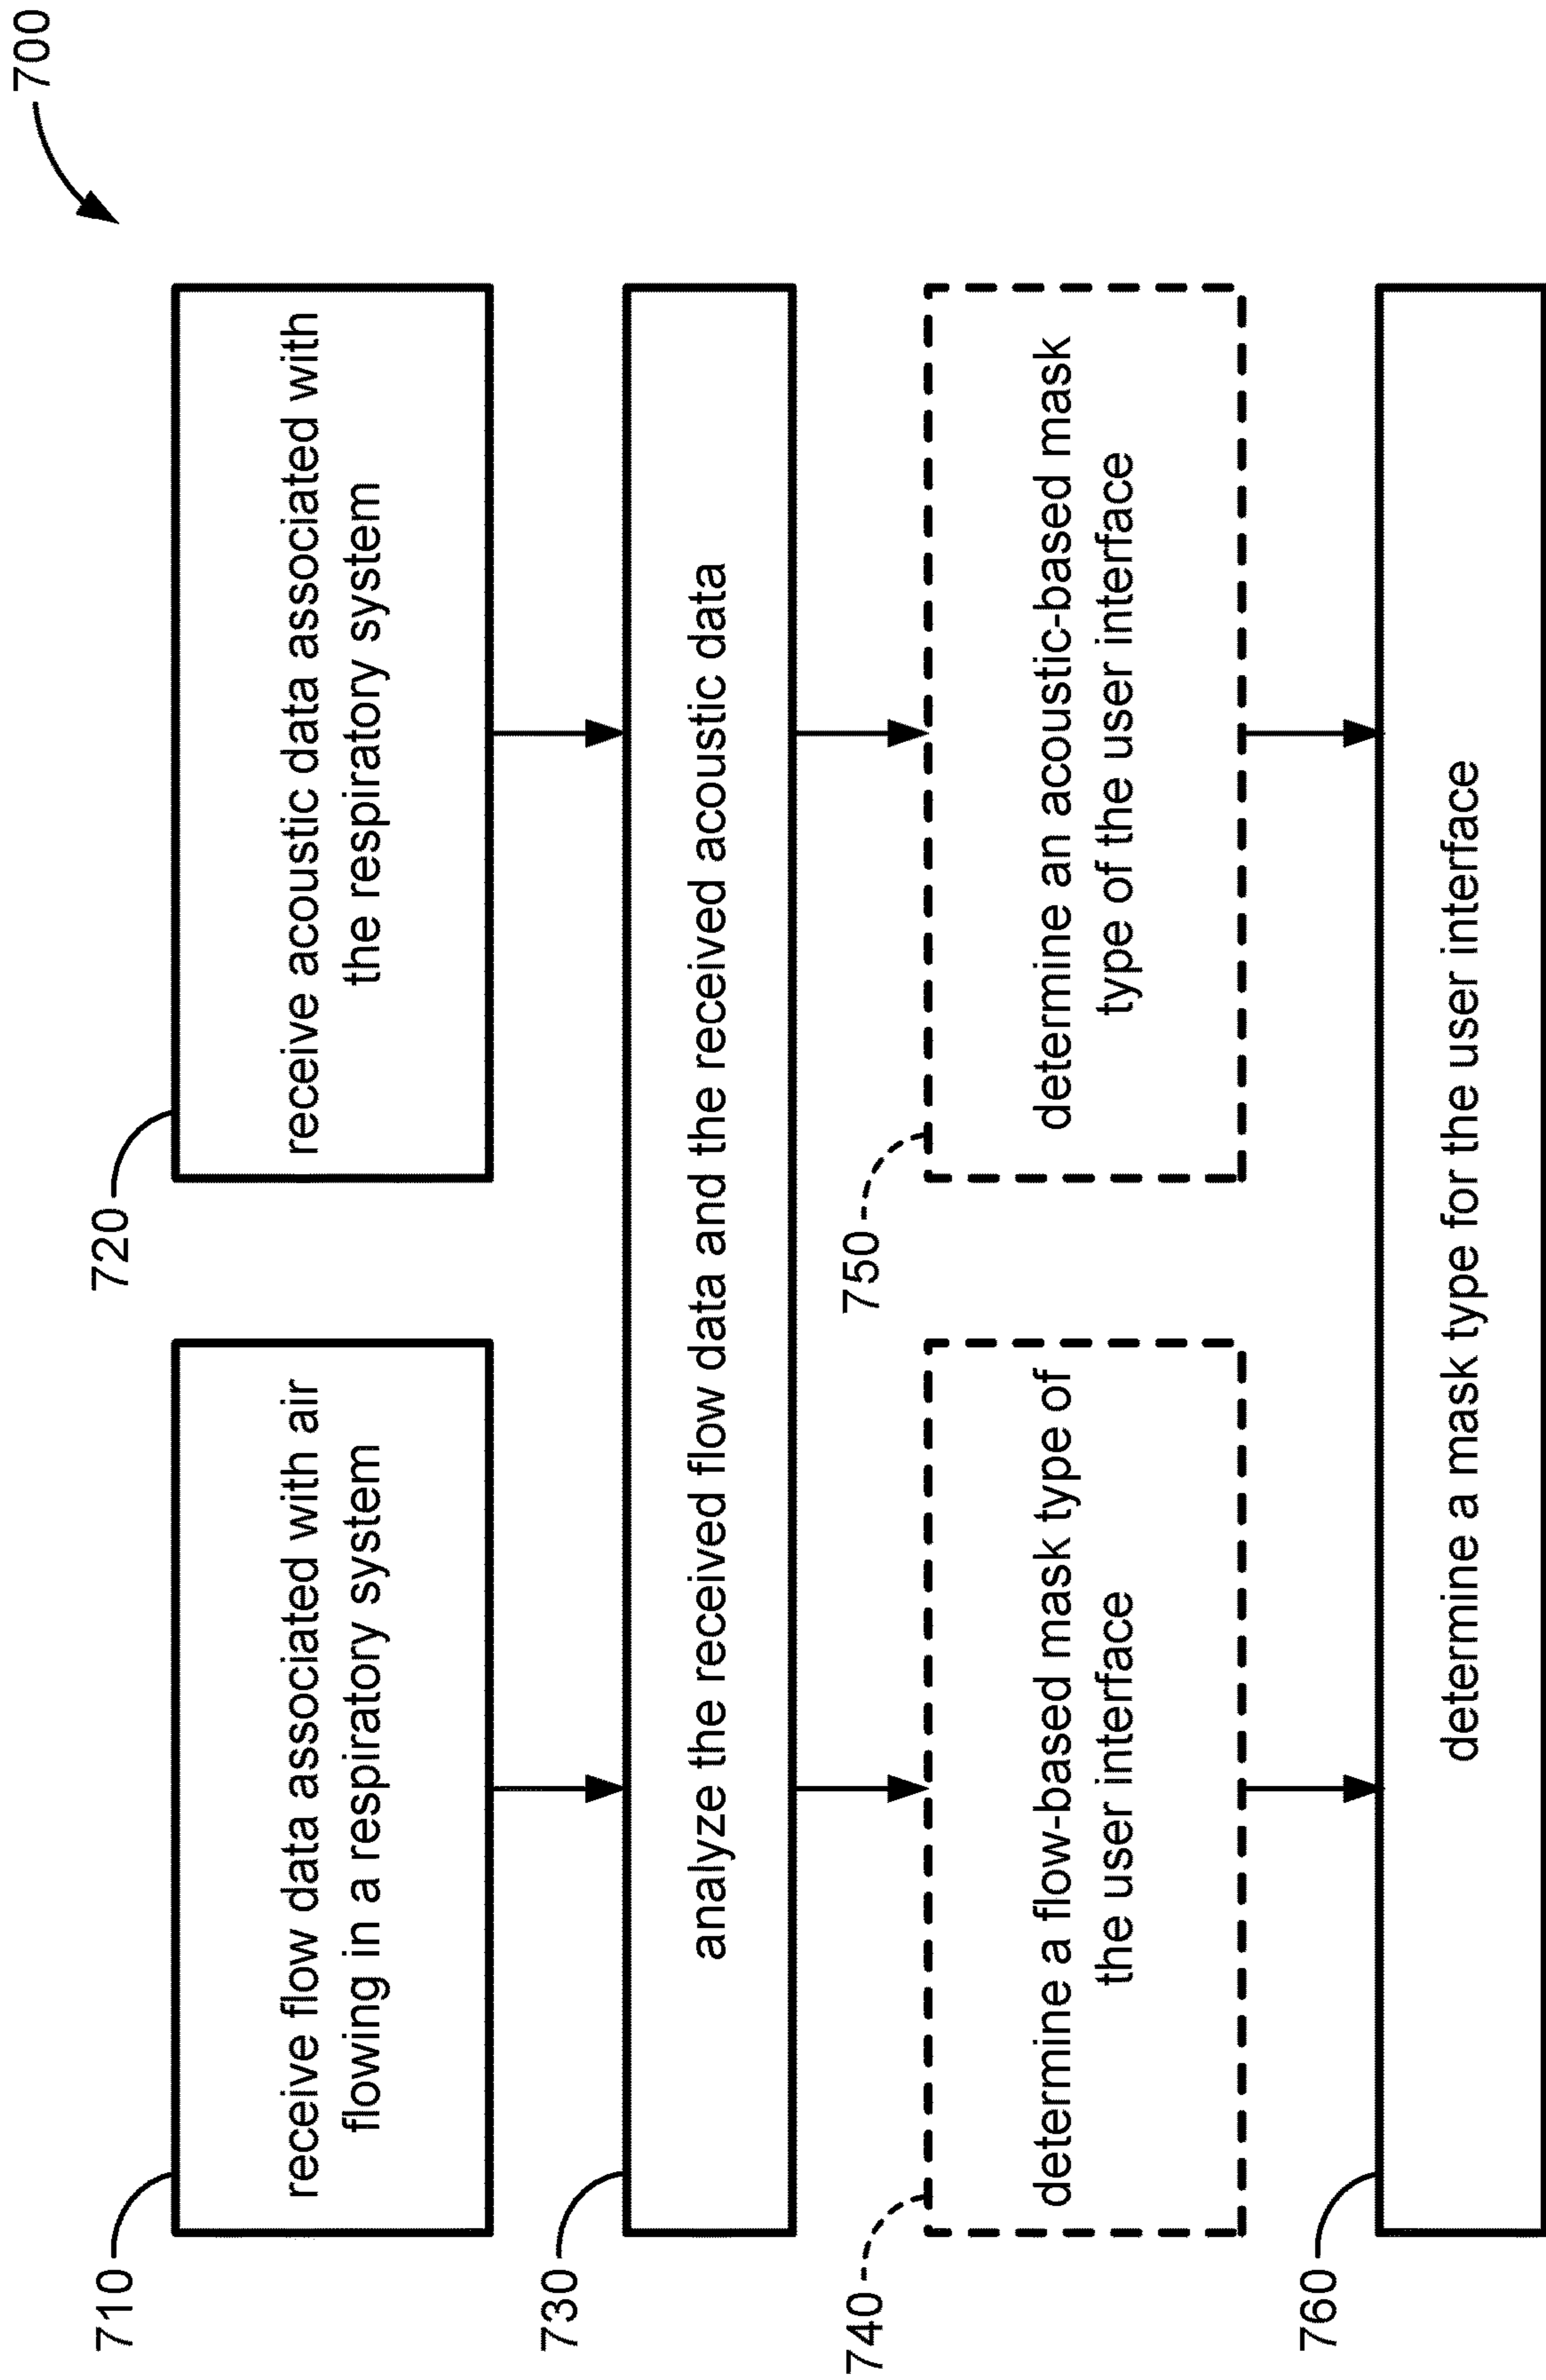 700
710
receive flow data associated with air
flowing in a respiratory system
720
receive acoustic data associated with
the respiratory system
730
analyze the received flow data and the received acoustic data
740
determine a flow-based mask type of
the user interface
750
determine an acoustic-based mask
type of the user interface
760
determine a mask type for the user interface